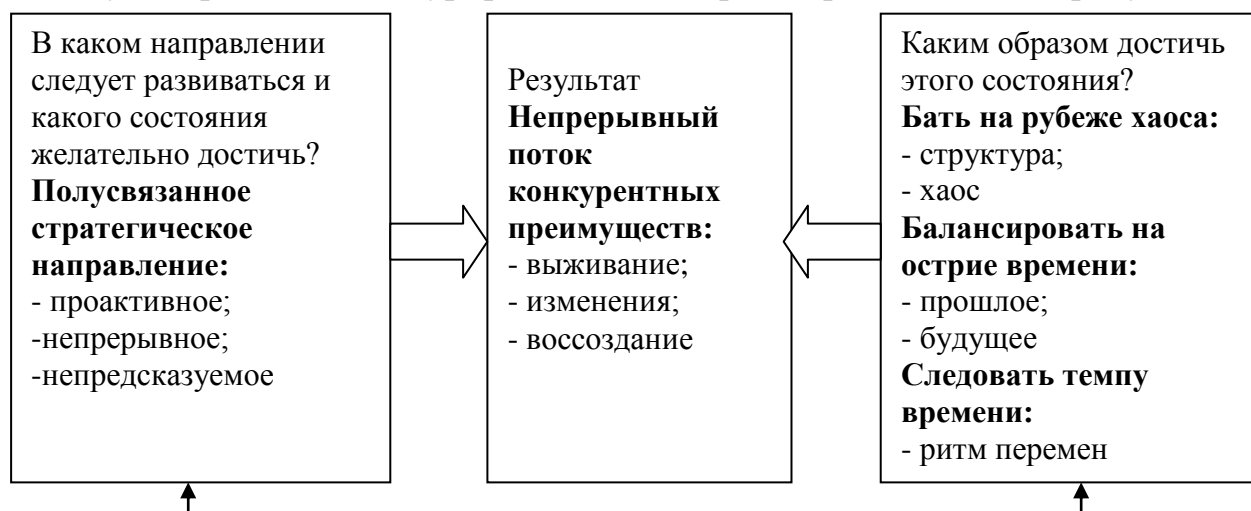 В каком направлении
следует развиваться и
какого состояния
желательно достичь?
Полусвязанное
стратегическое
направление:
- проактивное;
-непрерывное;
-непредсказуемое
Результат
Непрерывный
поток
конкурентных
преимуществ:
- выживание;
- изменения;
- воссоздание
Каким образом достичь
этого состояния?
Бать на рубеже хаоса:
- структура;
- хаос
Балансировать на
острие времени:
- прошлое;
- будущее
Следовать темпу
времени:
- ритм перемен